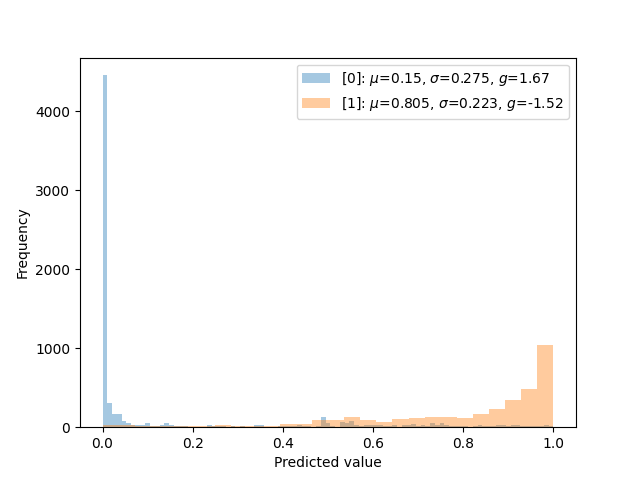 [0]: μ=0.15, σ=0.275, g=1.67
[1]: μ=0.805, σ=0.223, g=-1.52
4000
3000
2000
1000
0
Frequency
0.0 0.2 0.4 0.6 0.8 1.0
Predicted value